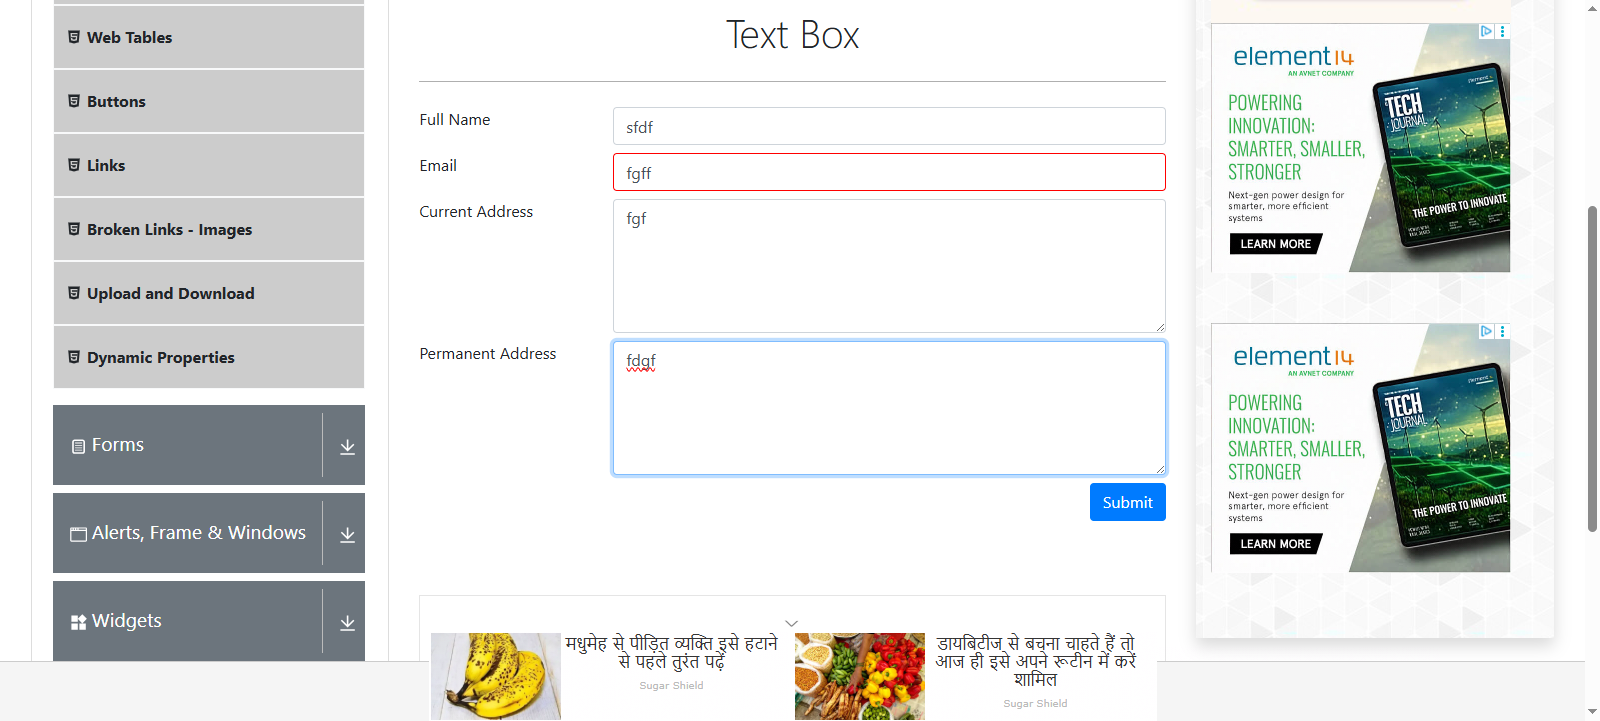 Web Tables
Buttons
Links
Broken Links - Images
Upload and Download
Dynamic Properties
Forms
Alerts, Frame & Windows
Widgets
Text Box
Full Name
sfdf
Email
fgff
Current Address
fgf
Permanent Address
fdgf
Submit
मधुमेह से पीड़ित व्यक्ति इसे हटाने
से पहले तुरंत पढ़ें
Sugar Shield
डायबिटीज से बचना चाहते हैं तो
आज ही इसे अपने रूटीन में करें
शामिल
Sugar Shield
element14
AN AVNET COMPANY
POWERING
INNOVATION:
SMARTER, SMALLER,
STRONGER
Next-gen power design for
smarter, more efficient
systems
LEARN MORE
TECH
JOURNAL
THE POWER TO INNOVATE
element14
AN AVNET COMPANY
POWERING
INNOVATION:
SMARTER, SMALLER,
STRONGER
Next-gen power design for
smarter, more efficient
systems
LEARN MORE
TECH
JOURNAL
THE POWER TO INNOVATE